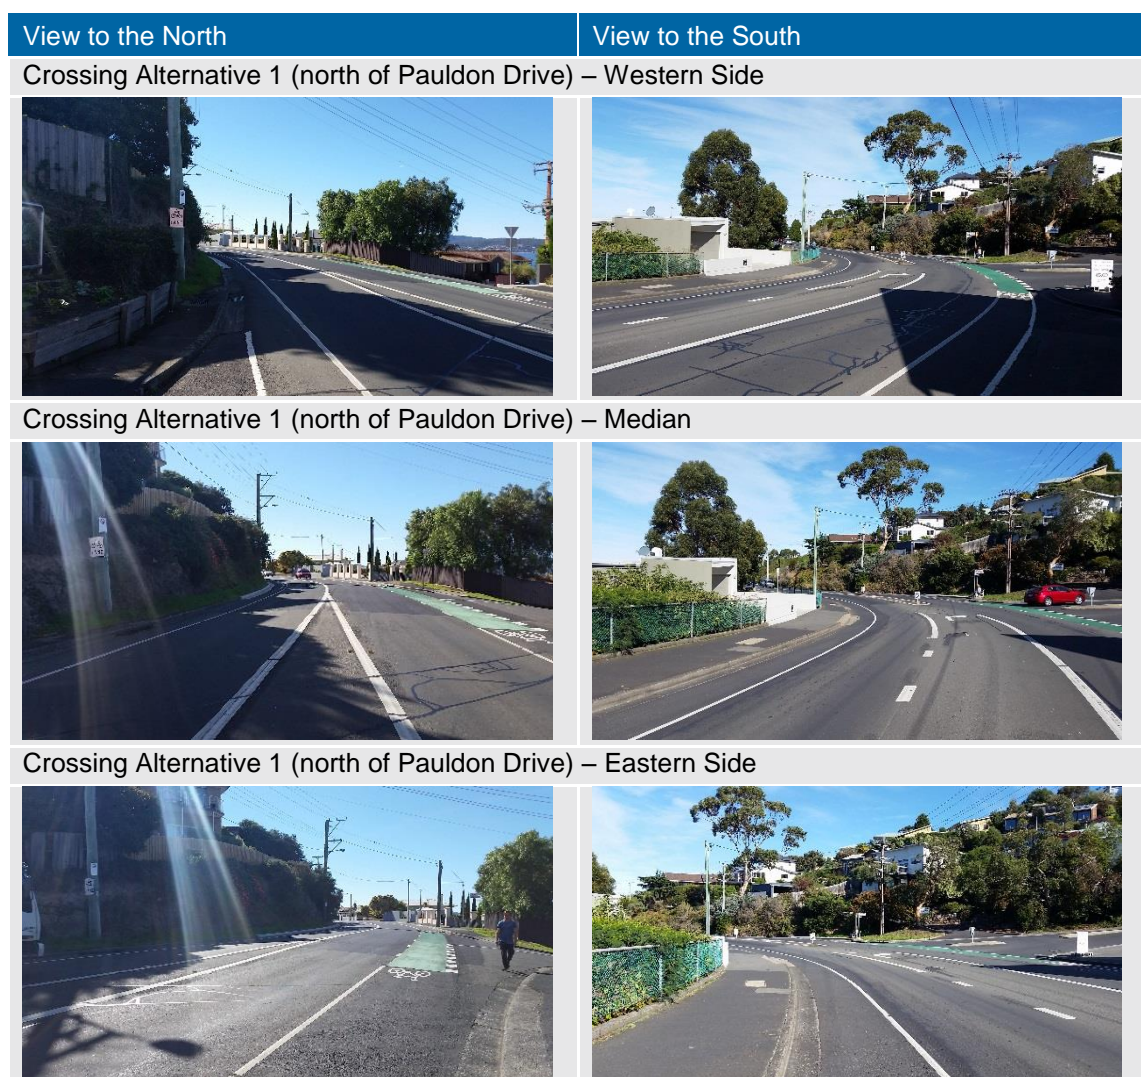 View to the North
View to the South
Crossing Alternative 1 (north of Pauldon Drive) – Western Side
Crossing Alternative 1 (north of Pauldon Drive) – Median
Crossing Alternative 1 (north of Pauldon Drive) – Eastern Side